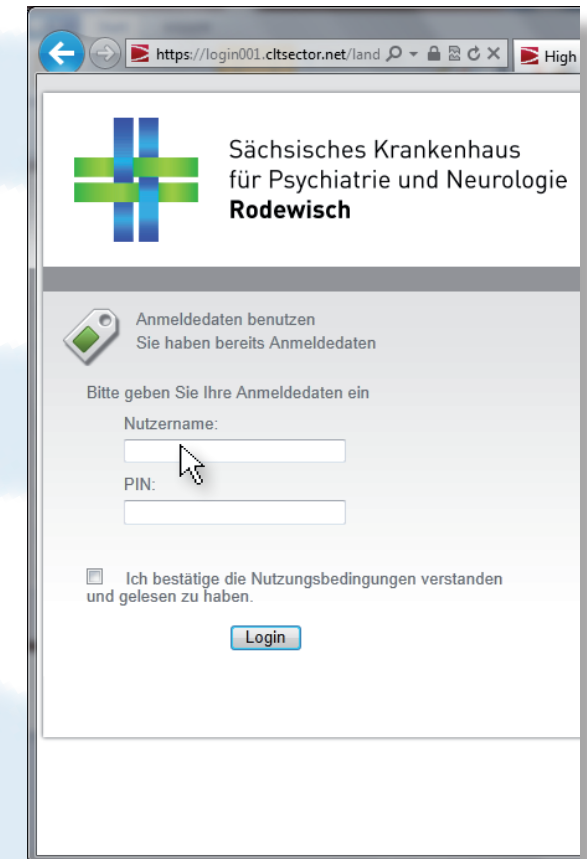 https://login001.cltsector.net/land
High
Sächsisches Krankenhaus
für Psychiatrie und Neurologie
Rodewisch
Anmeldedaten benutzen
Sie haben bereits Anmeldedaten
Bitte geben Sie Ihre Anmeldedaten ein
Nutzername:
PIN:
Ich bestätige die Nutzungsbedingungen verstanden
und gelesen zu haben.
Login